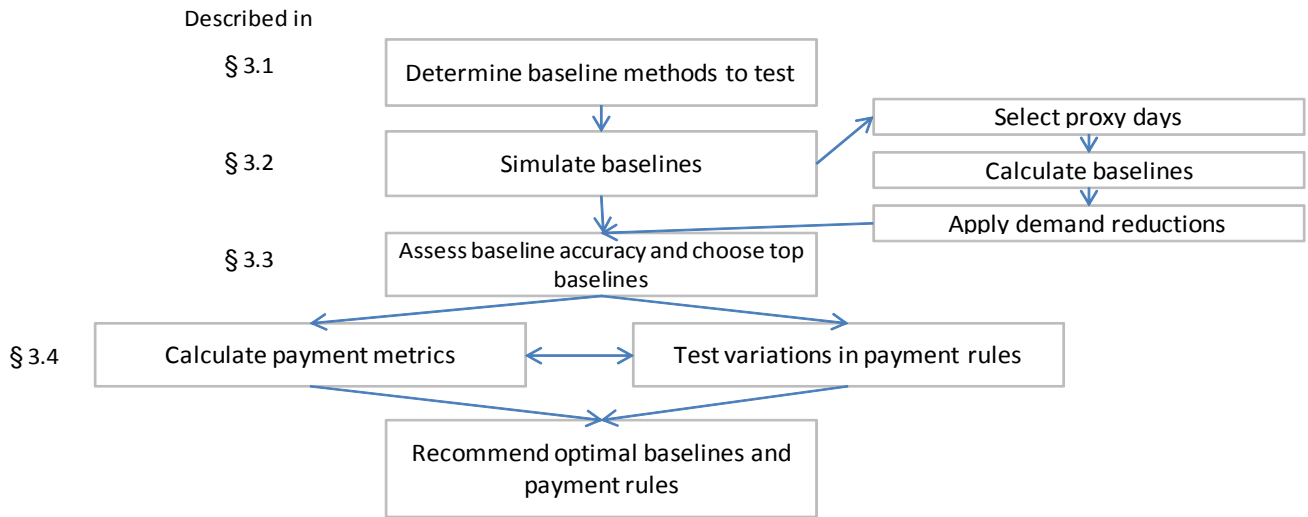 Described in
§ 3.1
Determine baseline methods to test
Select proxy days
§ 3.2
Simulate baselines
Calculate baselines
Apply demand reductions
§ 3.3
Assess baseline accuracy and choose top
baselines
§ 3.4
Calculate payment metrics
Test variations in payment rules
Recommend optimal baselines and
payment rules